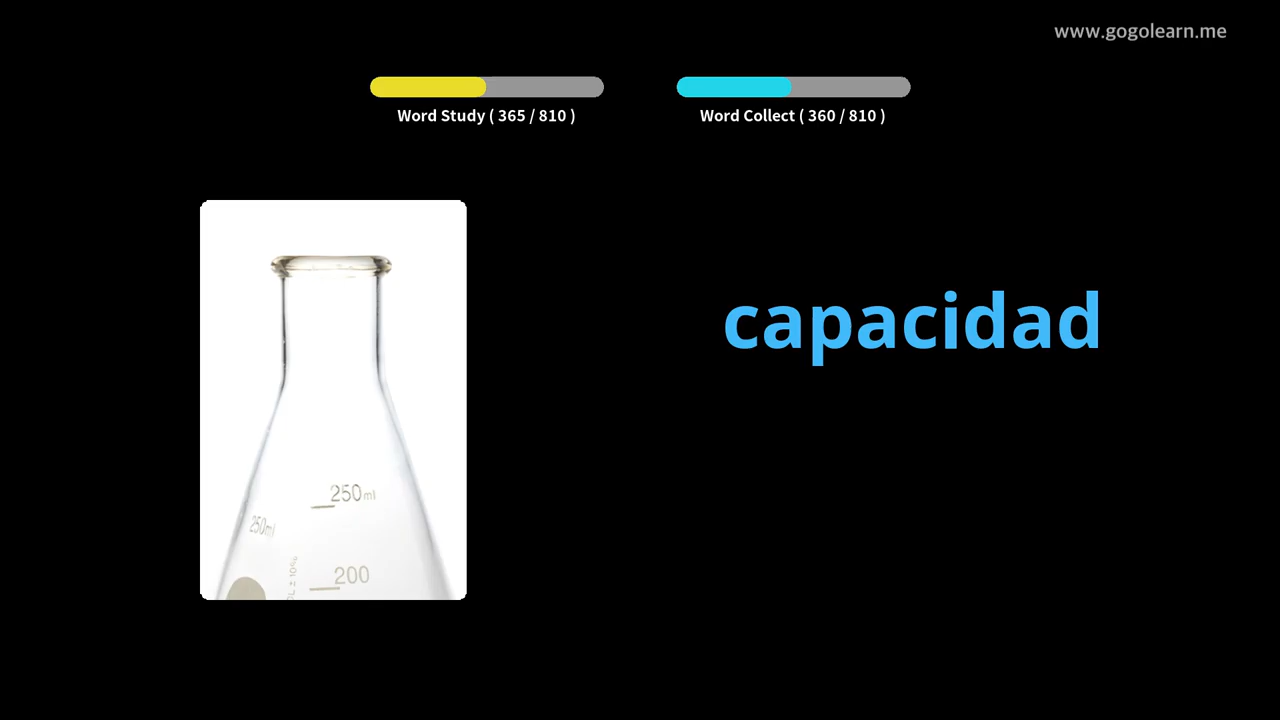 www.gogolearn.me
Word Study ( 365 / 810 )
Word Collect ( 360 / 810 )
capacidad
250ml
250ml
200